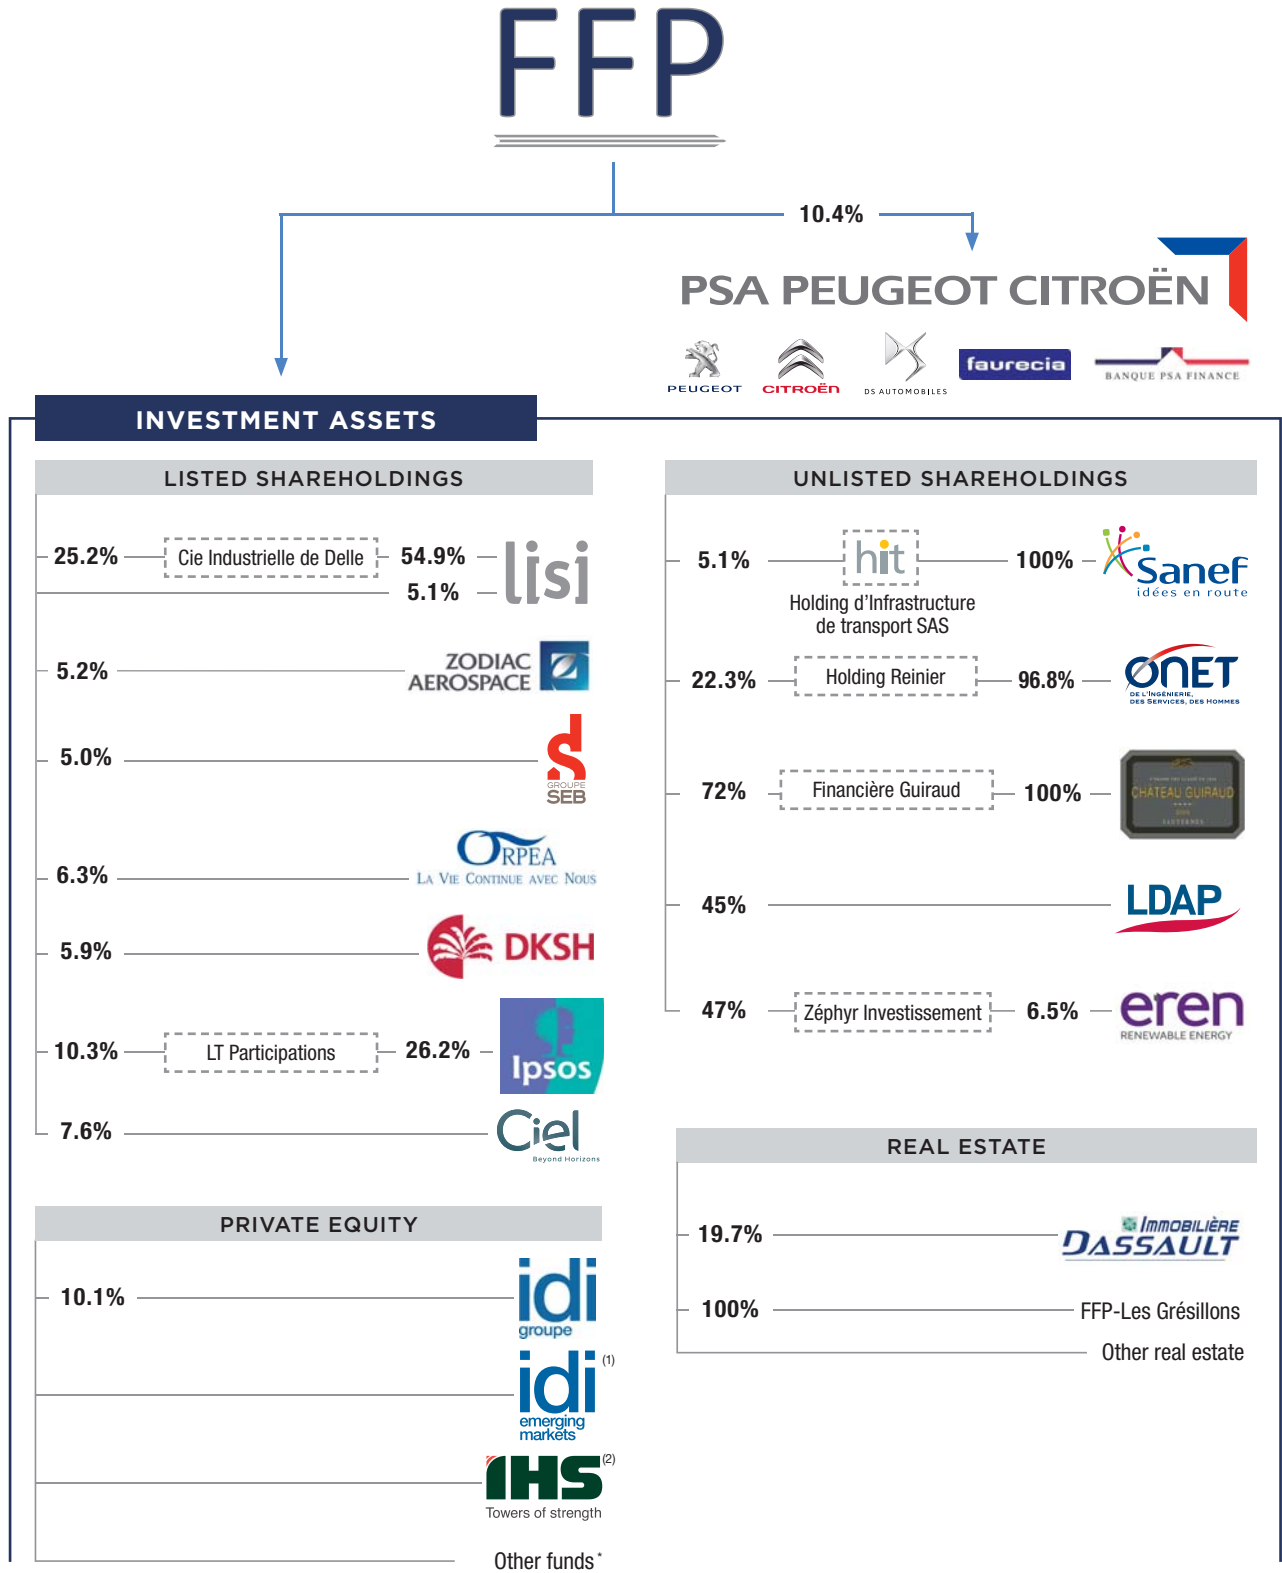 FFP
10.4%
PSA PEUGEOT CITROËN
PEUGEOT
CITROËN
DS AUTOMOBILES
faurecia
BANQUE PSA FINANCE
INVESTMENT ASSETS
LISTED SHAREHOLDINGS
25.2%
Cie Industrielle de Delle
54.9%
5.1%
lisi
5.2%
ZODIAC
AEROSPACE
5.0%
GROUPE
SEB
6.3%
ORPEA
LA VIE CONTINUE AVEC NOUS
5.9%
DKSH
10.3%
LT Participations
26.2%
Ipsos
7.6%
Ciel
Beyond Horizons
UNLISTED SHAREHOLDINGS
5.1%
hit
Holding d'Infrastructure
de transport SAS
100%
Sanef
idées en route
22.3%
Holding Reinier
96.8%
ONET
DE L'INGÉNIERIE,
DES SERVICES, DES HOMMES
72%
Financière Guiraud
100%
CHÂTEAU GUIRAUD
SAUTERNES
45%
LDAP
47%
Zéphyr Investissement
6.5%
eren
RENEWABLE ENERGY
PRIVATE EQUITY
10.1%
idi
groupe
idi (1)
emerging
markets
IHS (2)
Towers of strength
Other funds *
REAL ESTATE
19.7%
IMMOBILIÈRE
DASSAULT
100%
FFP-Les Grésillons
Other real estate